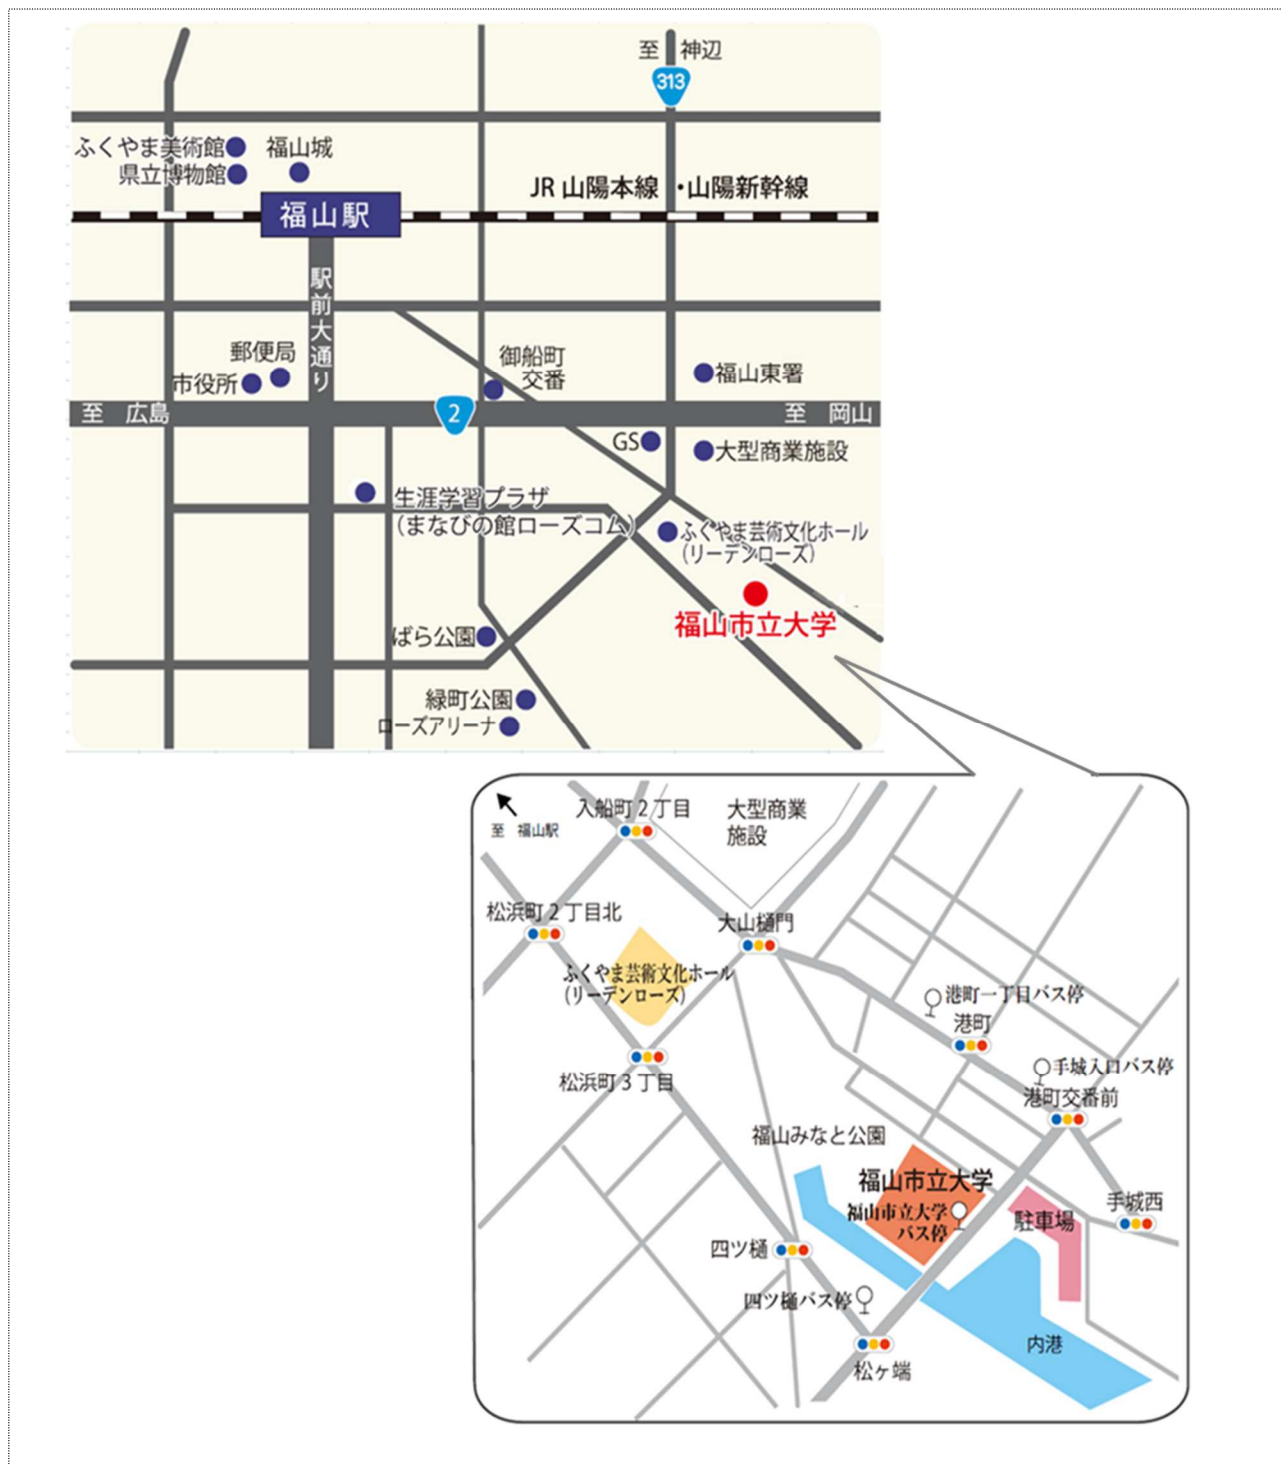 至 神辺
313
ふくやま美術館
福山城
県立博物館
JR 山陽本線・山陽新幹線
福山駅
駅前大通り
郵便局
市役所
御船町
交番
福山東署
至 広島
2
至 岡山
GS
大型商業施設
生涯学習プラザ
(まなびの館ローズコム)
ふくやま芸術文化ホール
(リーデンローズ)
福山市立大学
ばら公園
緑町公園
ローズアリーナ
至 福山駅
入船町2丁目
大型商業
施設
松浜町2丁目北
大山樋門
ふくやま芸術文化ホール
(リーデンローズ)
港町一丁目バス停
港町
松浜町3丁目
手城入口バス停
港町交番前
福山みなと公園
福山市立大学
福山市立大学
バス停
駐車場
手城西
四ツ樋
四ツ樋バス停
内港
松ヶ端